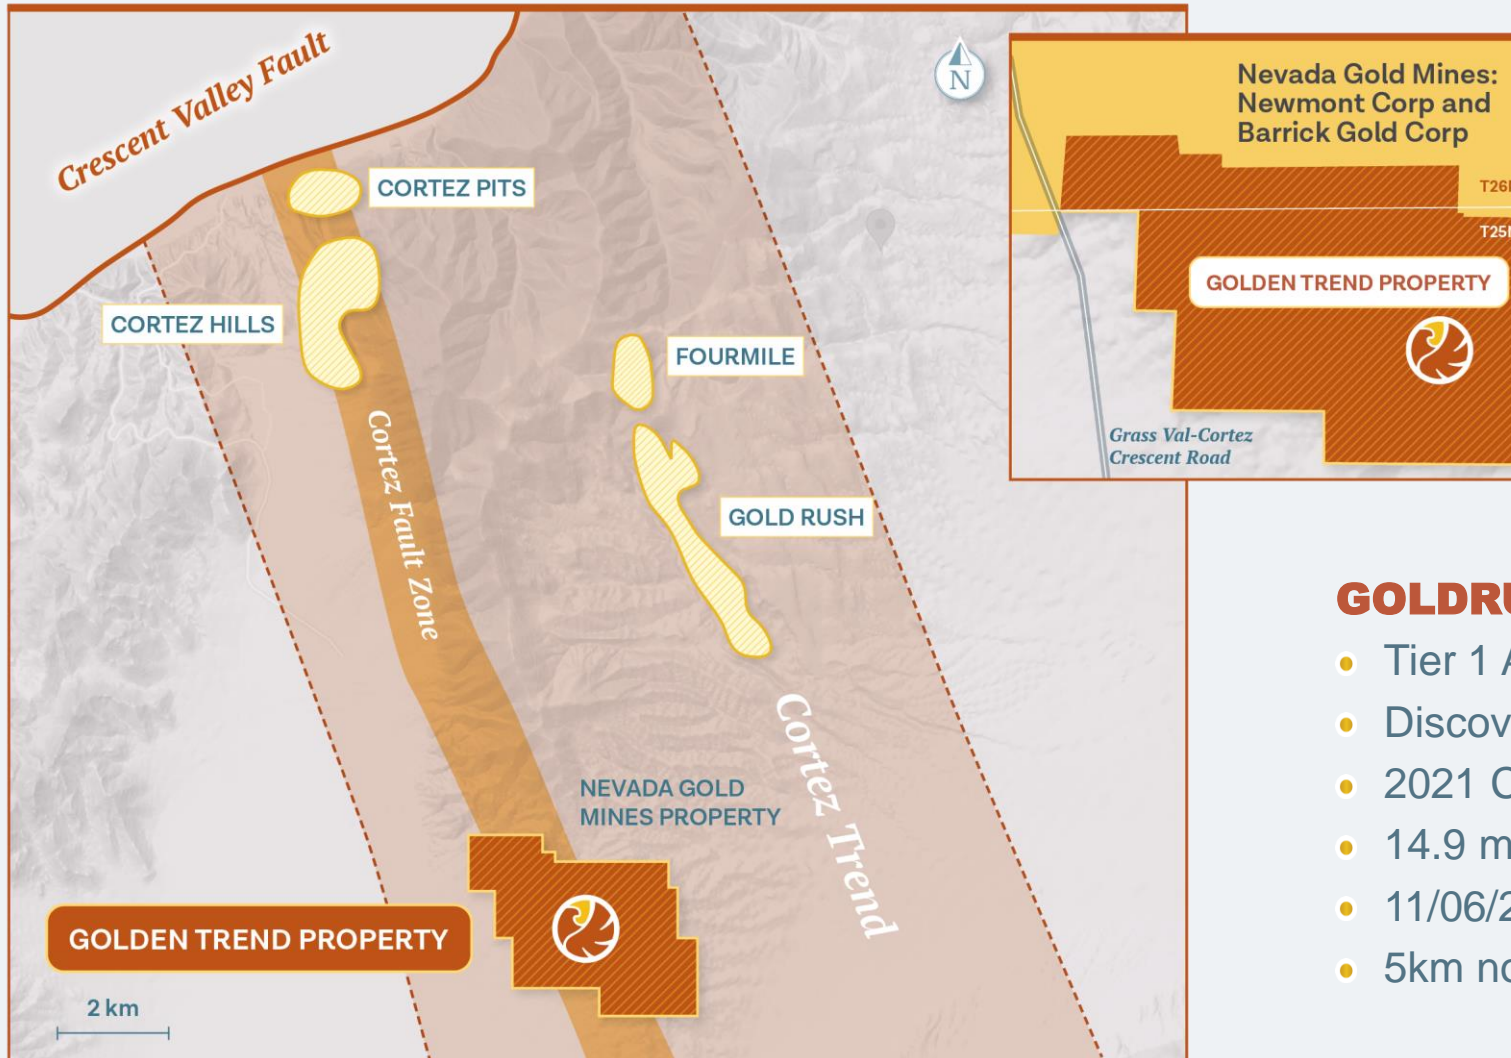 Crescent Valley Fault
N
CORTEZ PITS
CORTEZ HILLS
FOURMILE
GOLD RUSH
Cortez Fault Zone
Cortez Trend
NEVADA GOLD
MINES PROPERTY
GOLDEN TREND PROPERTY
2 km
Nevada Gold Mines:
Newmont Corp and
Barrick Gold Corp
GOLDEN TREND PROPERTY
Grass Val-Cortez
Crescent Road
Tier 1
2021
14.9
5km